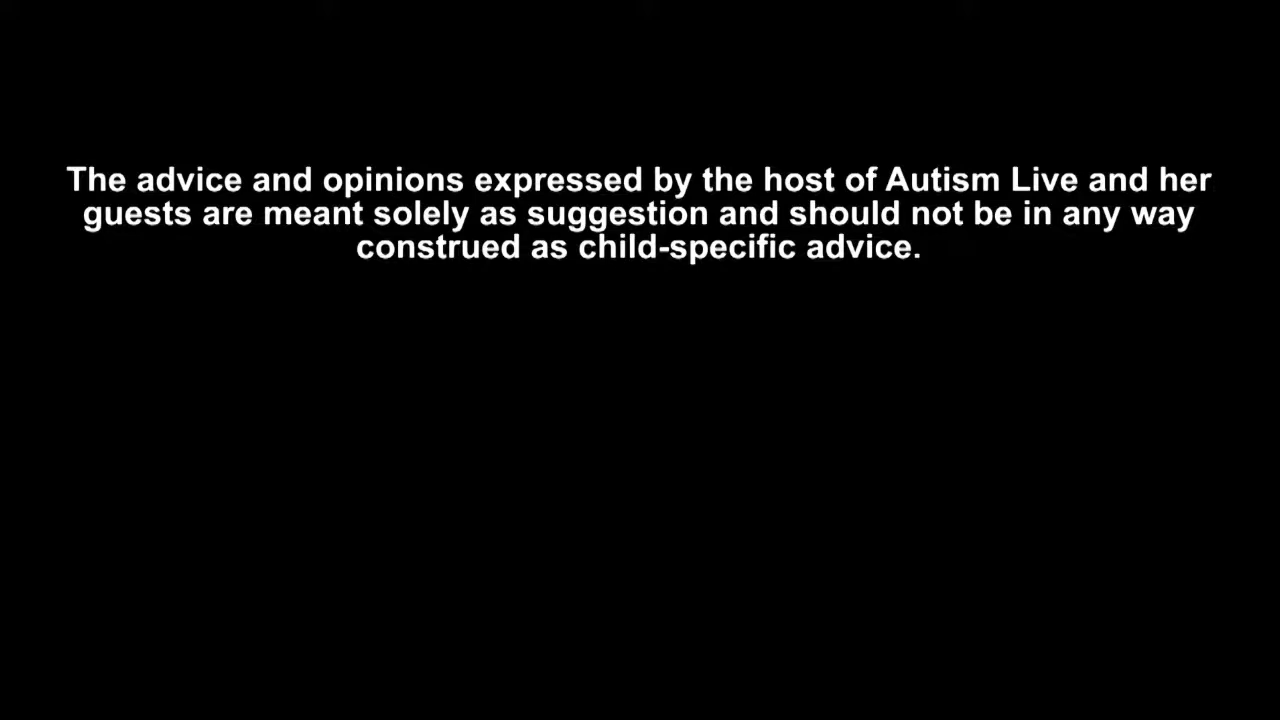 The advice and opinions expressed by the host of Autism Live and her
guests are meant solely as suggestion and should not be in any way
construed as child-specific advice.